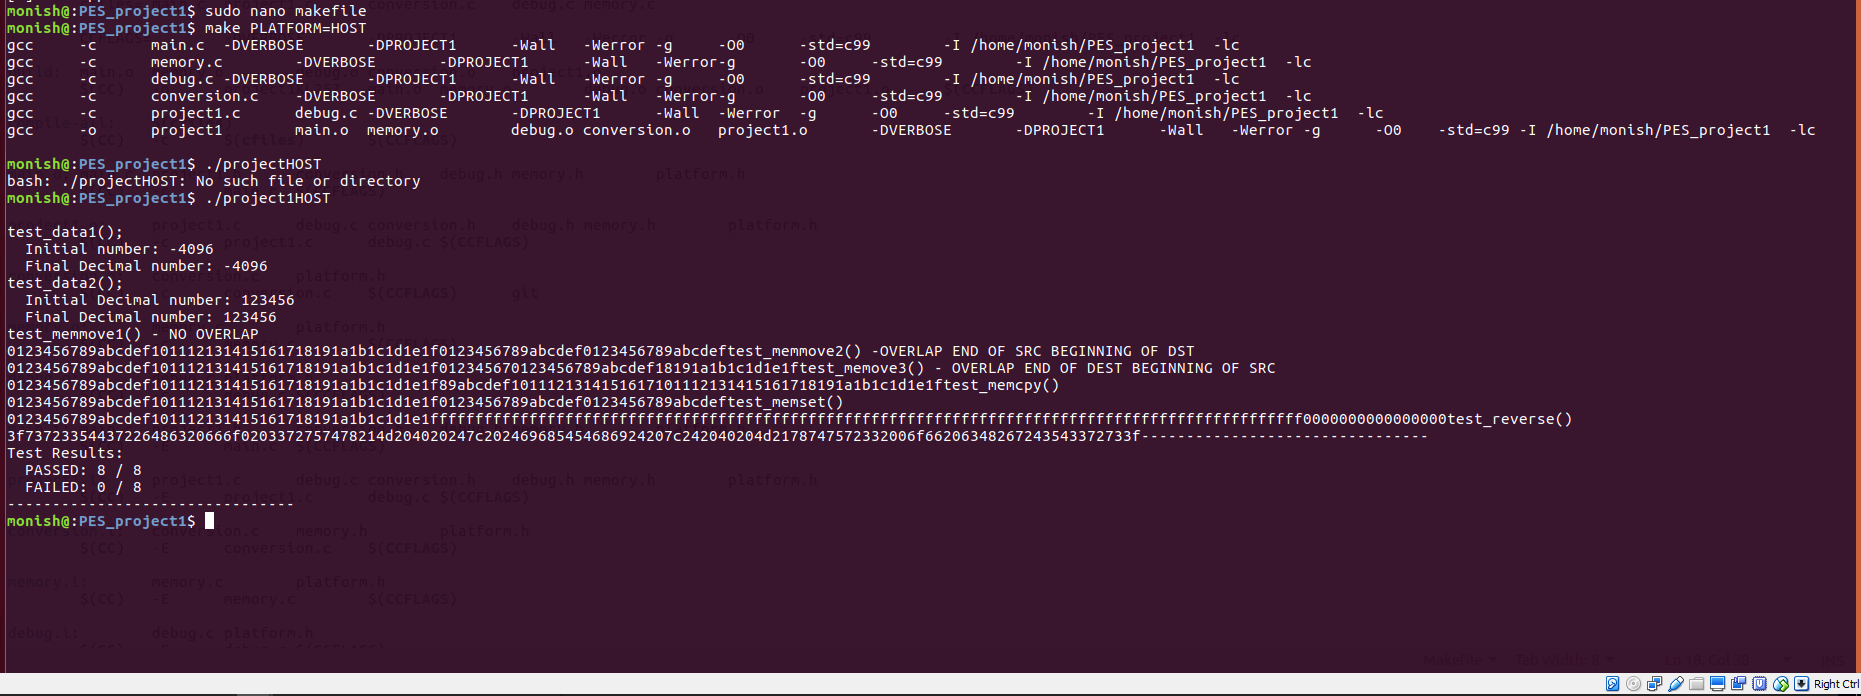 monish@:PES_project1$ sudo nano makefile
monish@:PES_project1$ make PLATFORM=HOST
gcc -c main.c -DVERBOSE -DPROJECT1 -Wall -Werror -g -O0 -std=c99 -I /home/monish/PES_project1 -lc
gcc -c memory.c -DVERBOSE -DPROJECT1 -Wall -Werror-g -O0 -std=c99 -I /home/monish/PES_project1 -lc
gcc -c debug.c -DVERBOSE -DPROJECT1 -Wall -Werror -g -O0 -std=c99 -I /home/monish/PES_project1 -lc
gcc -c conversion.c -DVERBOSE -DPROJECT1 -Wall -Werror-g -O0 -std=c99 -I /home/monish/PES_project1 -lc
gcc -c project1.c debug.c -DVERBOSE -DPROJECT1 -Wall -Werror -g -O0 -std=c99 -I /home/monish/PES_project1 -lc
gcc -o project1 main.o memory.o debug.o conversion.o project1.o -DVERBOSE -DPROJECT1 -Wall -Werror -g -O0 -std=c99 -I /home/monish/PES_project1 -lc
monish@:PES_project1$ ./projectHOST
bash: ./projectHOST: No such file or directory
monish@:PES_project1$ ./project1HOST
test_data1();
Initial number: -4096
Final Decimal number: -4096
test_data2();
Initial Decimal number: 123456
Final Decimal number: 123456
test_memmove1() - NO OVERLAP
0123456789abcdef101112131415161718191a1b1c1d1e1f0123456789abcdef0123456789abcdeftest_memmove2() -OVERLAP END OF SRC BEGINNING OF DST
0123456789abcdef101112131415161718191a1b1c1d1e1f012345670123456789abcdef18191a1b1c1d1e1ftest_memove3() - OVERLAP END OF DEST BEGINNING OF SRC
0123456789abcdef101112131415161718191a1b1c1d1e1f89abcdef1011121314151617101112131415161718191a1b1c1d1e1ftest_memcpy()
0123456789abcdef101112131415161718191a1b1c1d1e1f0123456789abcdef0123456789abcdeftest_memset()
0123456789abcdef101112131415161718191a1b1c1d1e1fffffffffffffffffffffffffffffffffffffffffffffffffffffffffffffffffffffffffffffffffffffffffffffffff0000000000000000test_reverse()
3f73723354437226486320666f0203372757478214d204020247c202469685454686924207c242040204d2178747572332006f66206348267243543372733f--------------------------------
Test Results:
PASSED: 8 / 8
FAILED: 0 / 8
--------------------------------
monish@:PES_project1$
Right Ctrl